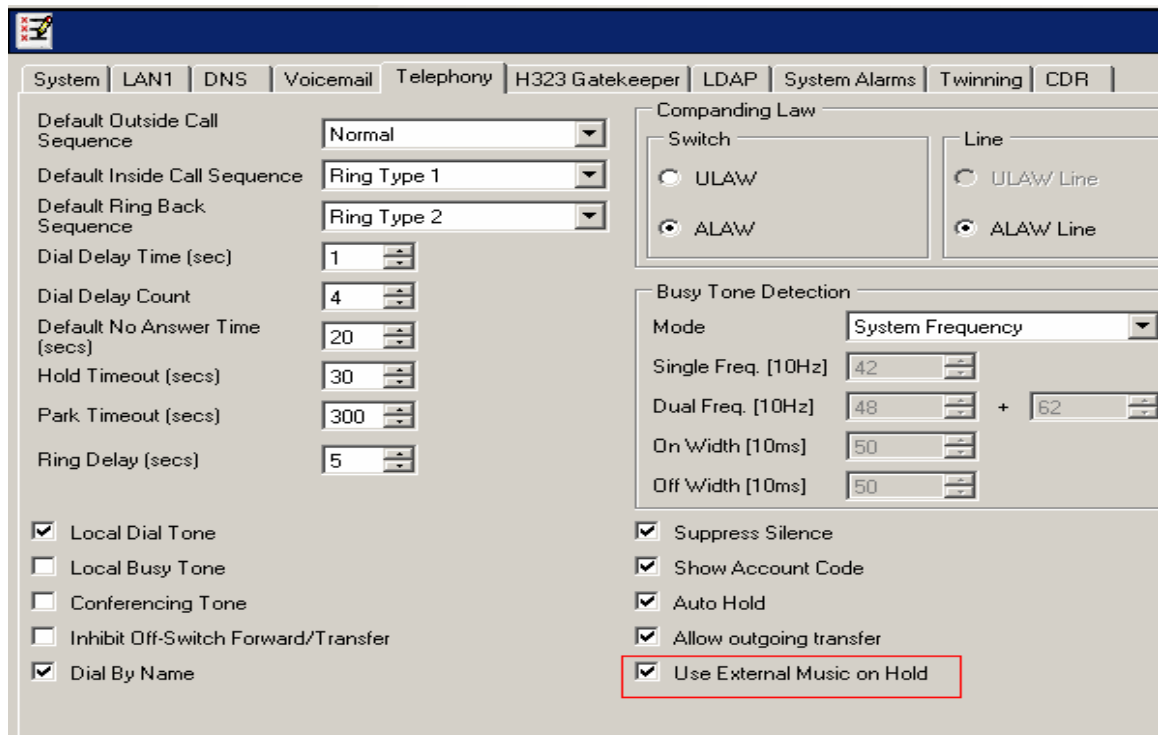 System LAN1 DNS Voicemail Telephony H323 Gatekeeper LDAP System Alarms Twinning CDR
Default Outside Call
Sequence
Normal
Default Inside Call Sequence
Ring Type 1
Default Ring Back
Sequence
Ring Type 2
Dial Delay Time (sec)
1
Dial Delay Count
4
Default No Answer Time
(secs)
20
Hold Timeout (secs)
30
Park Timeout (secs)
300
Ring Delay (secs)
5
Local Dial Tone
Local Busy Tone
Conferencing Tone
Inhibit Off-Switch Forward/Transfer
Dial By Name
Companding Law
Switch
ULAW
ALAW
Line
ULAW Line
ALAW Line
Busy Tone Detection
Mode
System Frequency
Single Freq. [10Hz]
42
Dual Freq. [10Hz]
48 + 62
On Width [10ms]
50
Off Width [10ms]
50
Suppress Silence
Show Account Code
Auto Hold
Allow outgoing transfer
Use External Music on Hold